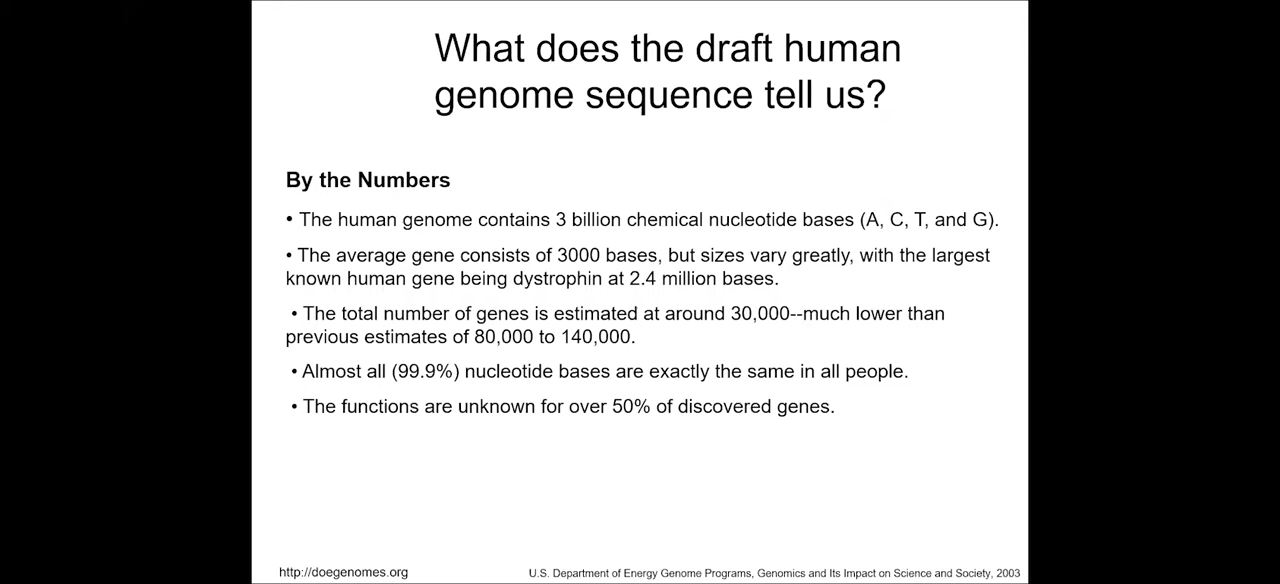 What does the draft human
genome sequence tell us?
By the Numbers
• The human genome contains 3 billion chemical nucleotide bases (A, C, T, and G).
• The average gene consists of 3000 bases, but sizes vary greatly, with the largest
known human gene being dystrophin at 2.4 million bases.
• The total number of genes is estimated at around 30,000--much lower than
previous estimates of 80,000 to 140,000.
• Almost all (99.9%) nucleotide bases are exactly the same in all people.
• The functions are unknown for over 50% of discovered genes.
http://doegenomes.org
U.S. Department of Energy Genome Programs, Genomics and Its Impact on Science and Society, 2003